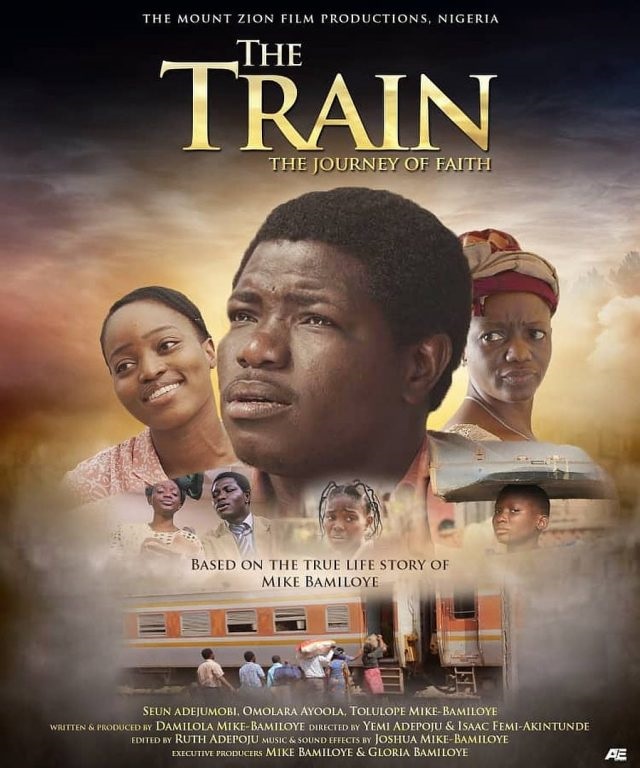 THE MOUNT ZION FILM PRODUCTIONS, NIGERIA
THE
TRAIN
THE JOURNEY OF FAITH
BASED ON THE TRUE LIFE STORY OF
MIKE BAMILOYE
SEUN ADEJUMOBI, OMOLARA AYOOLA, TOLULOPE MIKE-BAMILOYE
WRITTEN & PRODUCED BY DAMILOLA MIKE-BAMILOYE DIRECTED BY YEMI ADEPOJU & ISAAC FEMI-AKINTUNDE
EDITED BY RUTH ADEPOJU MUSIC & SOUND EFFECTS BY JOSHUA MIKE-BAMILOYE
EXECUTIVE PRODUCERS MIKE BAMILOYE & GLORIA BAMILOYE